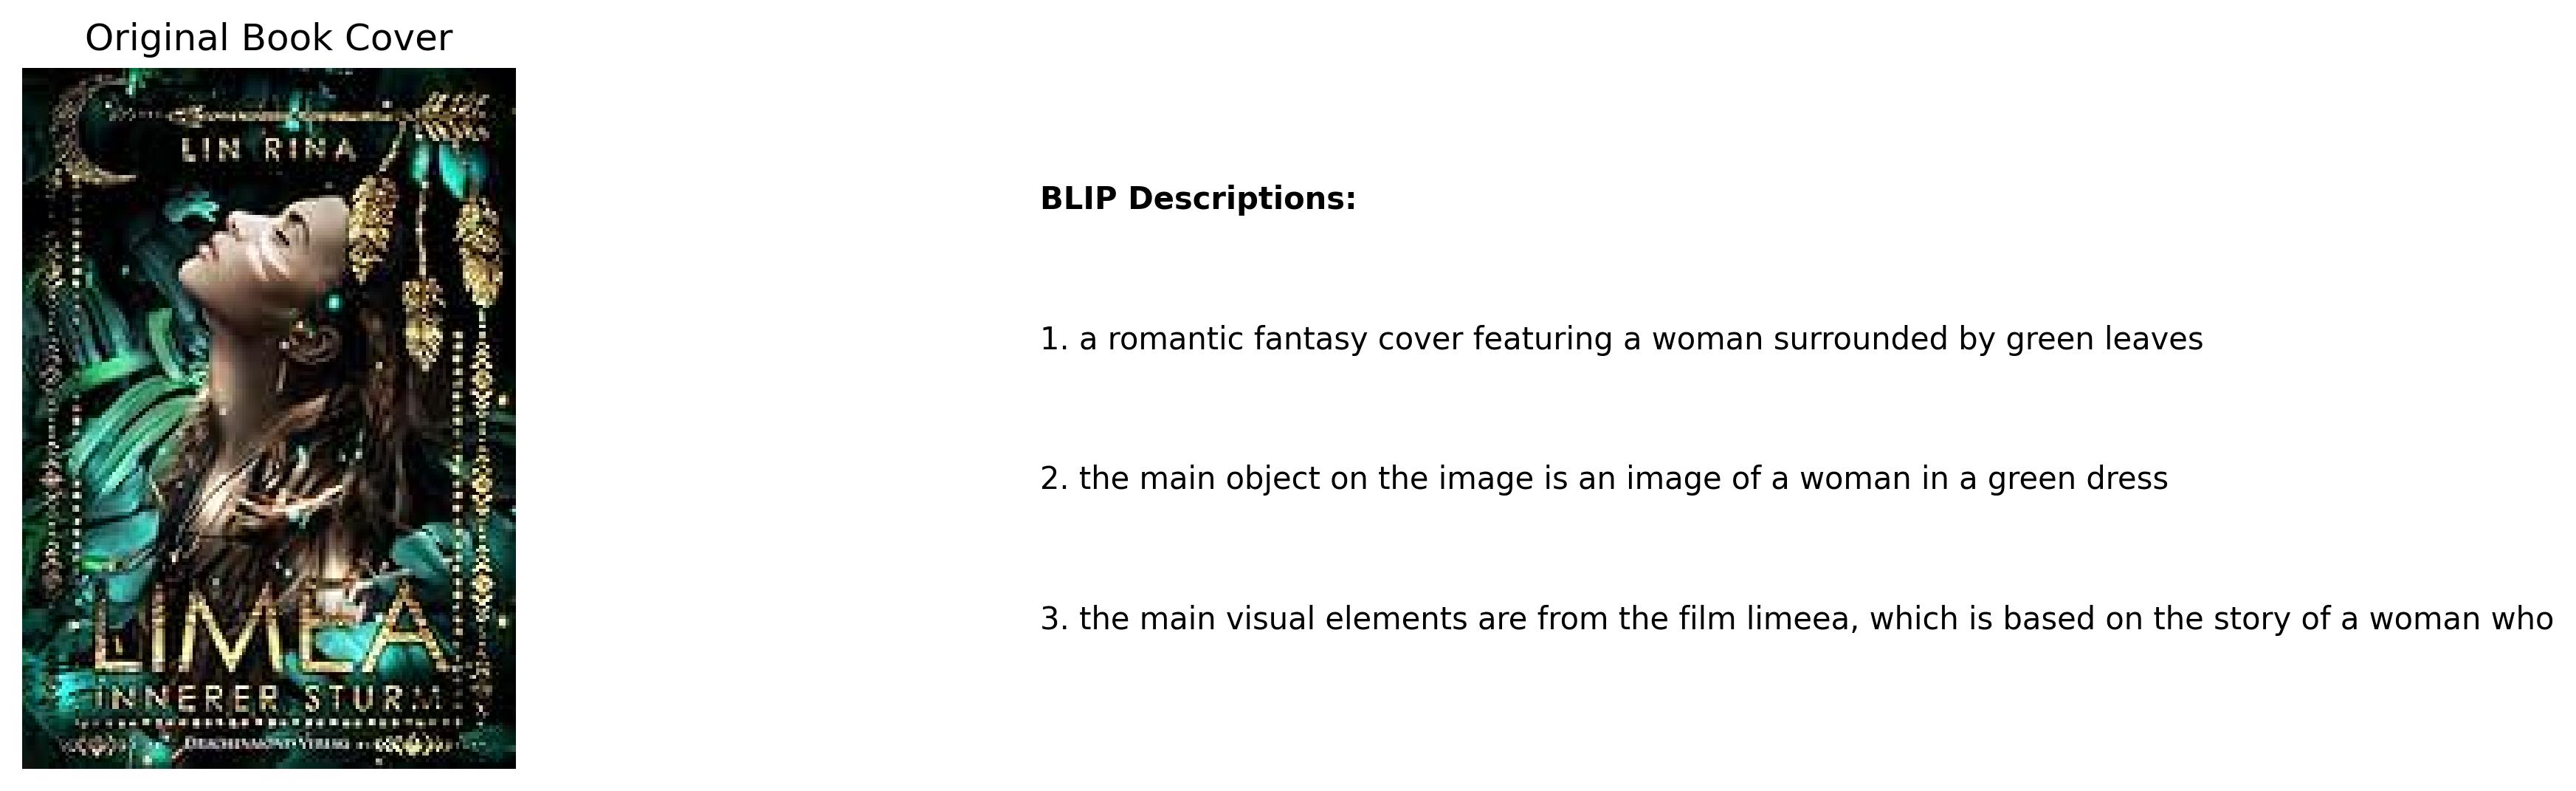 Original Book Cover
LIN RINA
LIMEA
INNERER STURM
DRACHENMOND VERLAG
BLIP Descriptions:
1. a romantic fantasy cover featuring a woman surrounded by green leaves
2. the main object on the image is an image of a woman in a green dress
3. the main visual elements are from the film limeea, which is based on the story of a woman who